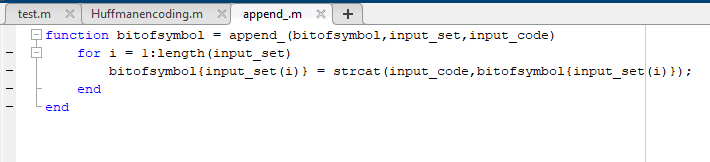 test.m × Huffmanencoding.m × append_.m × +
function bitofsymbol = append_(bitofsymbol,input_set,input_code)
for i = 1:length(input_set)
bitofsymbol{input_set(i)} = strcat(input_code,bitofsymbol{input_set(i)});
end
end